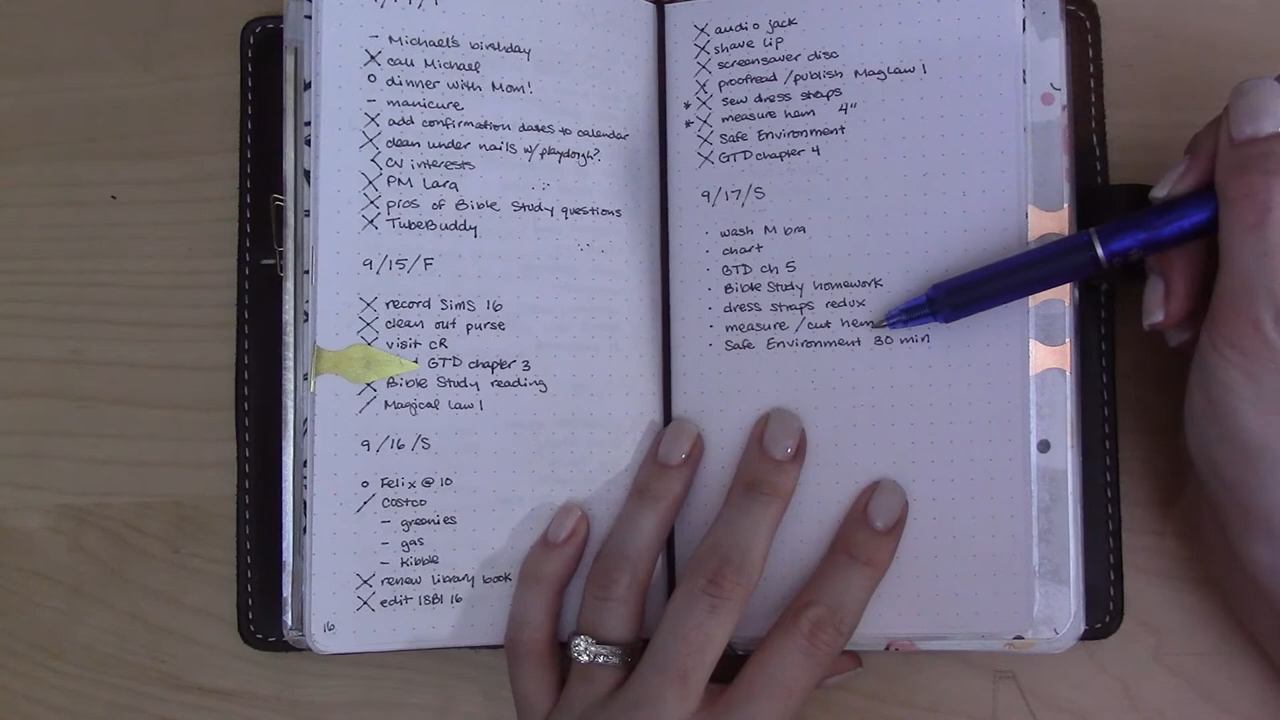 - Michael's birthday
X call Michael
o dinner with Mom!
- manicure
X add confirmation dates to calendar
X clean under nails w/ playdough?
< CV interests
X PM Lara
X pros of Bible Study questions
X TubeBuddy
9/15/F
X record Sims 16
X clean out purse
X visit CR
GTD chapter 3
X Bible Study reading
/ Magical Law 1
9/16/S
o Felix @ 10
/ Costco
- greenies
- gas
- kibble
X renew library book
X edit ISBI 16
16
X audio jack
X shave lip
X screensaver disc
X proofread/publish MagLaw 1
* X sew dress straps
* X measure hem 4"
X Safe Environment
X GTD chapter 4
9/17/S
· wash M bra
· chart
· GTD ch 5
· Bible Study homework
· dress straps redux
· measure/cut hem
· Safe Environment 30 min